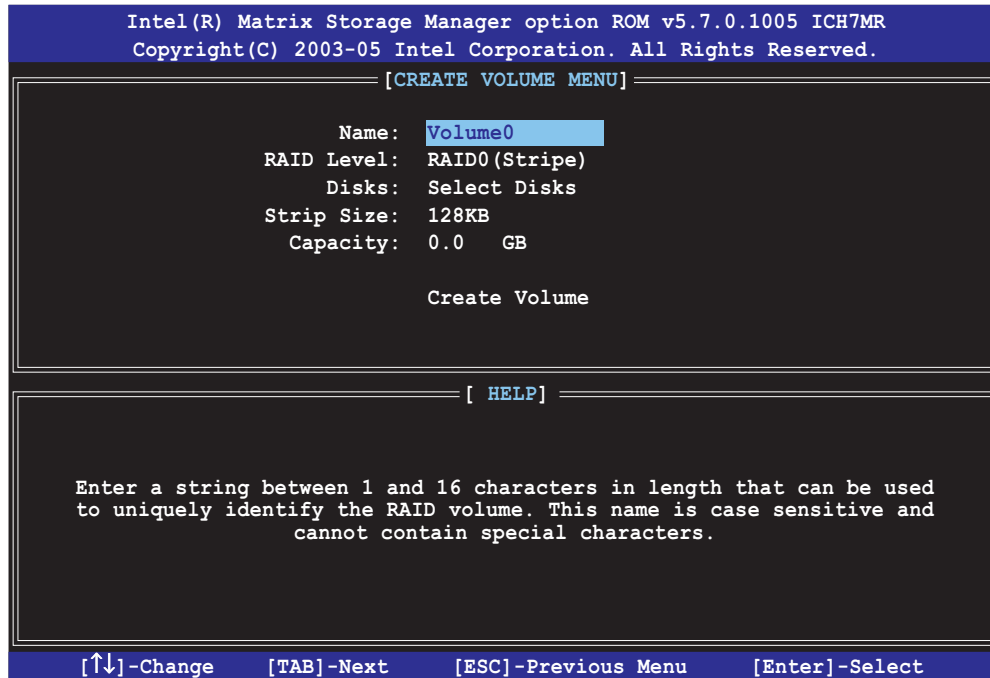 Intel(R) Matrix Storage Manager option ROM v5.7.0.1005 ICH7MR
Copyright(C) 2003-05 Intel Corporation. All Rights Reserved.
[CREATE VOLUME MENU]
Name: Volume0
RAID Level: RAID0(Stripe)
Disks: Select Disks
Strip Size: 128KB
Capacity: 0.0 GB
Create Volume
[ HELP]
Enter a string between 1 and 16 characters in length that can be used
to uniquely identify the RAID volume. This name is case sensitive and
cannot contain special characters.
[↑↓]-Change [TAB]-Next [ESC]-Previous Menu [Enter]-Select